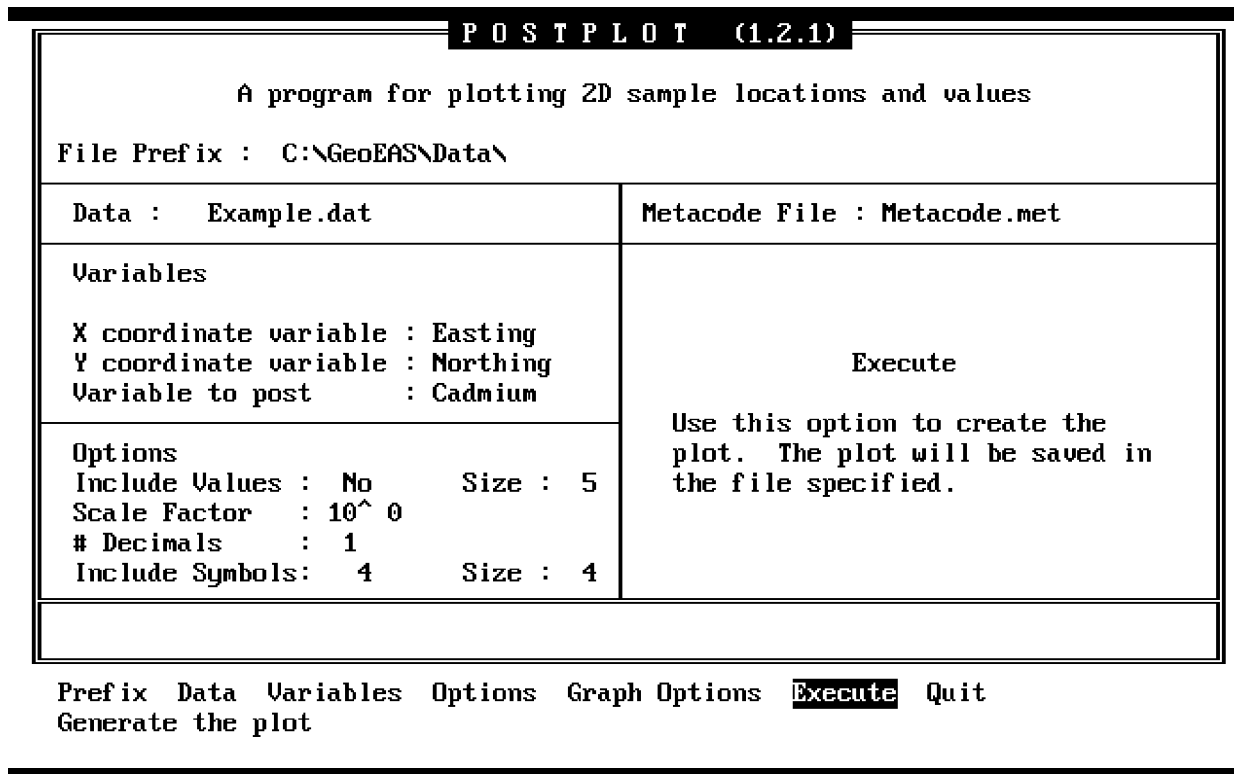 P O S T P L O T (1.2.1)
A program for plotting 2D sample locations and values
File Prefix : C:\GeoEAS\Data\
Data : Example.dat
Metacode File : Metacode.met
Variables
X coordinate variable : Easting
Y coordinate variable : Northing
Variable to post : Cadmium
Options
Include Values : No Size : 5
Scale Factor : 10^ 0
# Decimals : 1
Include Symbols: 4 Size : 4
Execute
Use this option to create the
plot. The plot will be saved in
the file specified.
Prefix Data Variables Options Graph Options Execute Quit
Generate the plot